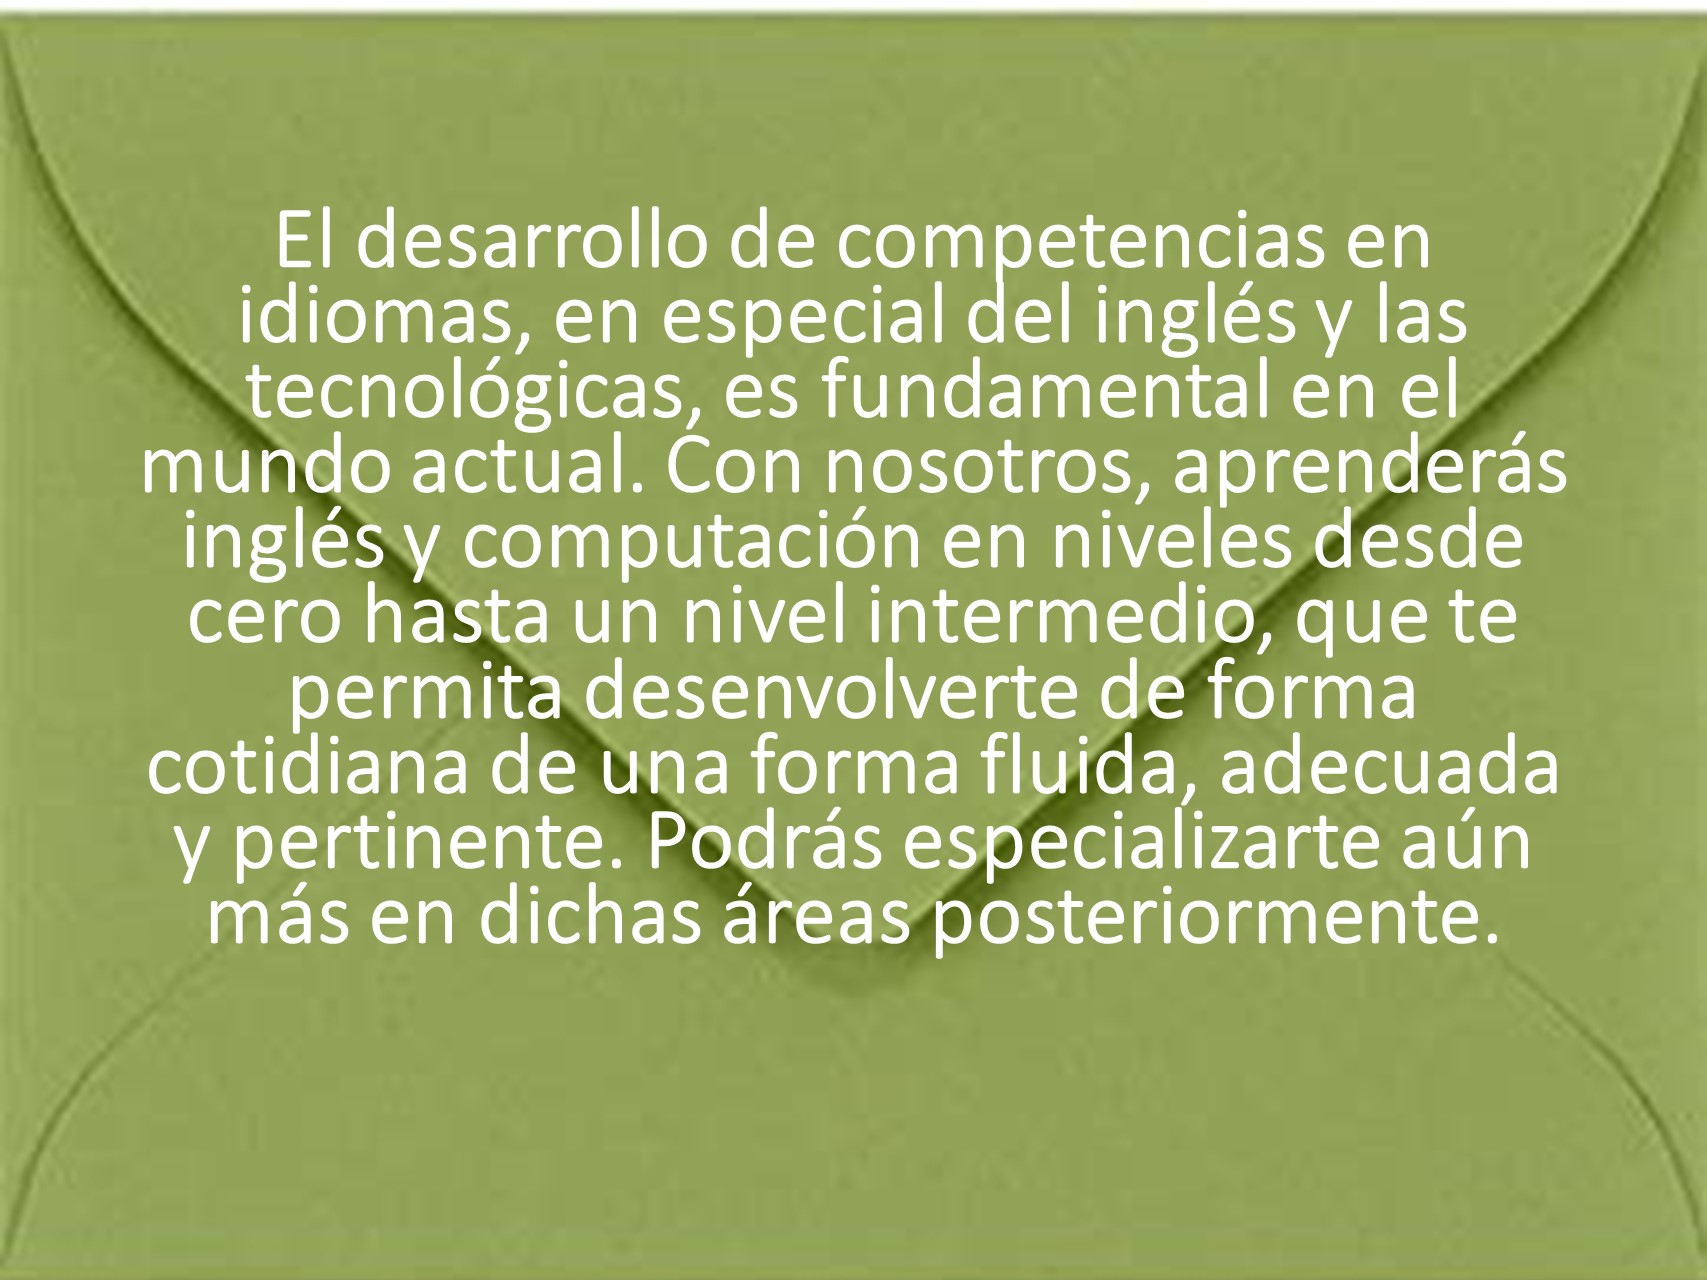 El desarrollo de competencias en
idiomas, en especial del inglés y las
tecnológicas, es fundamental en el
mundo actual. Con nosotros, aprenderás
inglés y computación en niveles desde
cero hasta un nivel intermedio, que te
permita desenvolverte de forma
cotidiana de una forma fluida, adecuada
y pertinente. Podrás especializarte aún
más en dichas áreas posteriormente.